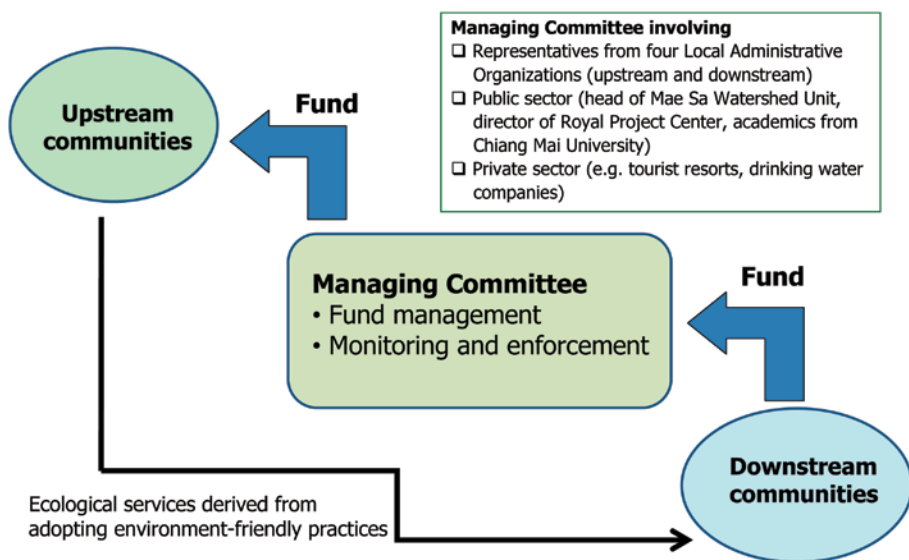 Managing Committee involving
❑ Representatives from four Local Administrative
Organizations (upstream and downstream)
❑ Public sector (head of Mae Sa Watershed Unit,
director of Royal Project Center, academics from
Chiang Mai University)
❑ Private sector (e.g. tourist resorts, drinking water
companies)
Upstream
communities
Fund
Managing Committee
• Fund management
• Monitoring and enforcement
Fund
Downstream
communities
Ecological services derived from
adopting environment-friendly practices